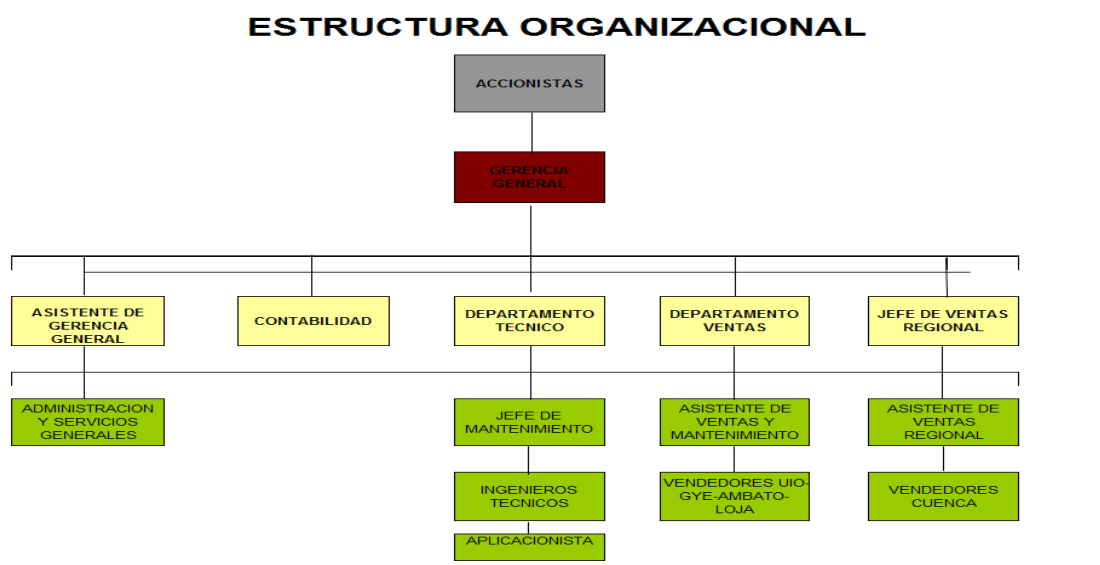 ESTRUCTURA ORGANIZACIONAL
ACCIONISTAS
GERENCIA
GENERAL
ASISTENTE DE
GERENCIA
GENERAL
CONTABILIDAD
DEPARTAMENTO
TECNICO
DEPARTAMENTO
VENTAS
JEFE DE VENTAS
REGIONAL
ADMINISTRACION
Y SERVICIOS
GENERALES
JEFE DE
MANTENIMIENTO
ASISTENTE DE
VENTAS Y
MANTENIMIENTO
ASISTENTE DE
VENTAS
REGIONAL
INGENIEROS
TECNICOS
VENDEDORES UIO-
GYE-AMBATO-
LOJA
VENDEDORES
CUENCA
APLICACIONISTA